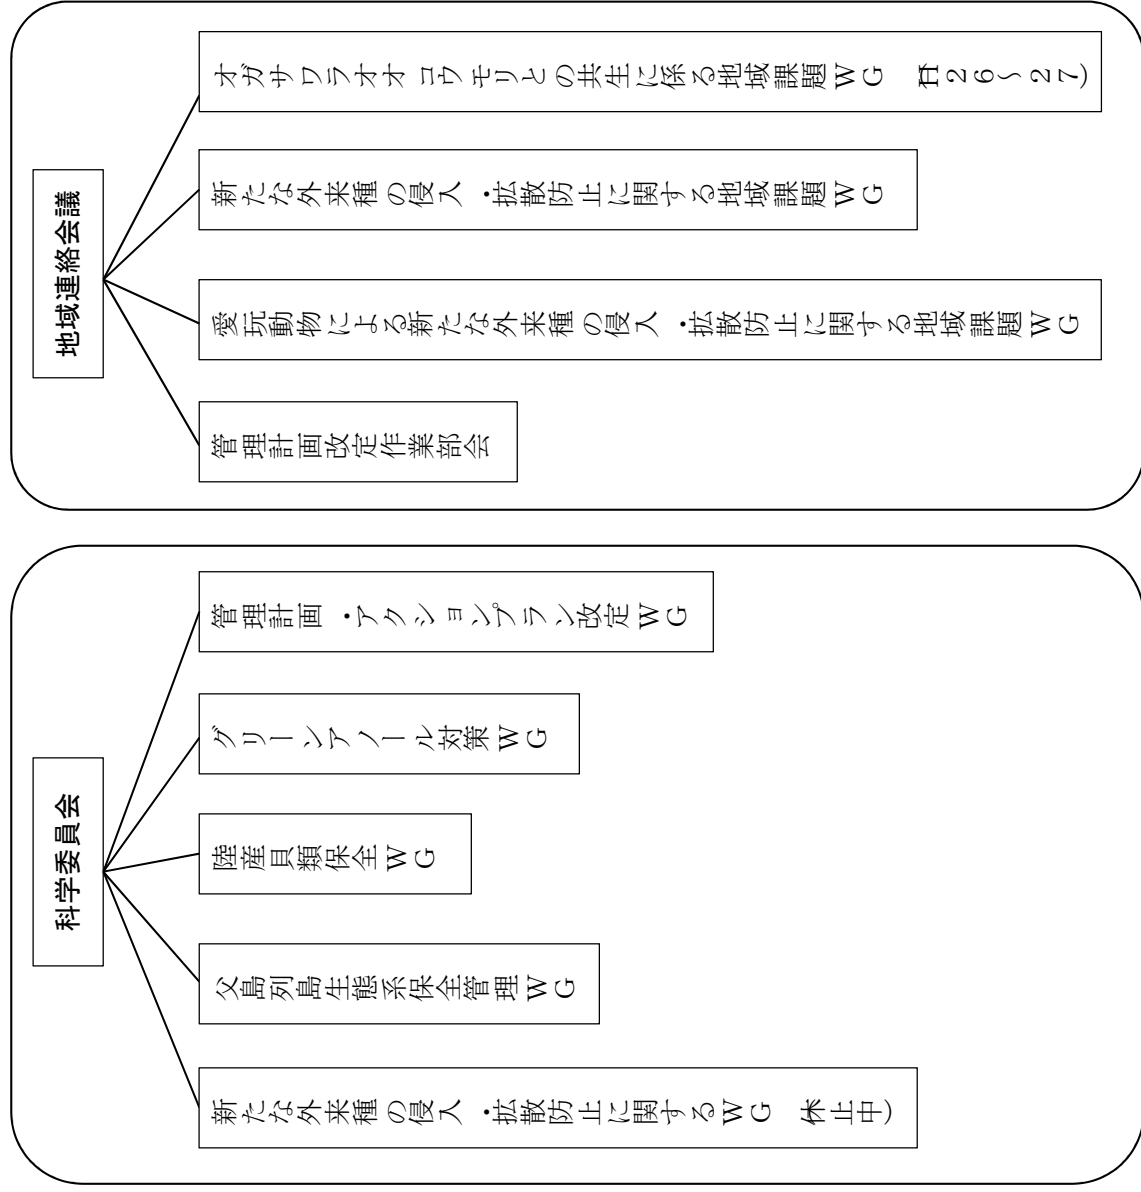 地域連絡会議
オガサワラオオコウモリとの共生に係る地域課題ＷＧ　（Ｈ２６～２７）
新たな外来種の侵入・拡散防止に関する地域課題ＷＧ
愛玩動物による新たな外来種の侵入・拡散防止に関する地域課題ＷＧ
管理計画改定作業部会
科学委員会
管理計画・アクションプラン改定ＷＧ
グリーンアノール対策ＷＧ
陸産貝類保全ＷＧ
父島列島生態系保全管理ＷＧ
新たな外来種の侵入・拡散防止に関するＷＧ　（休止中）